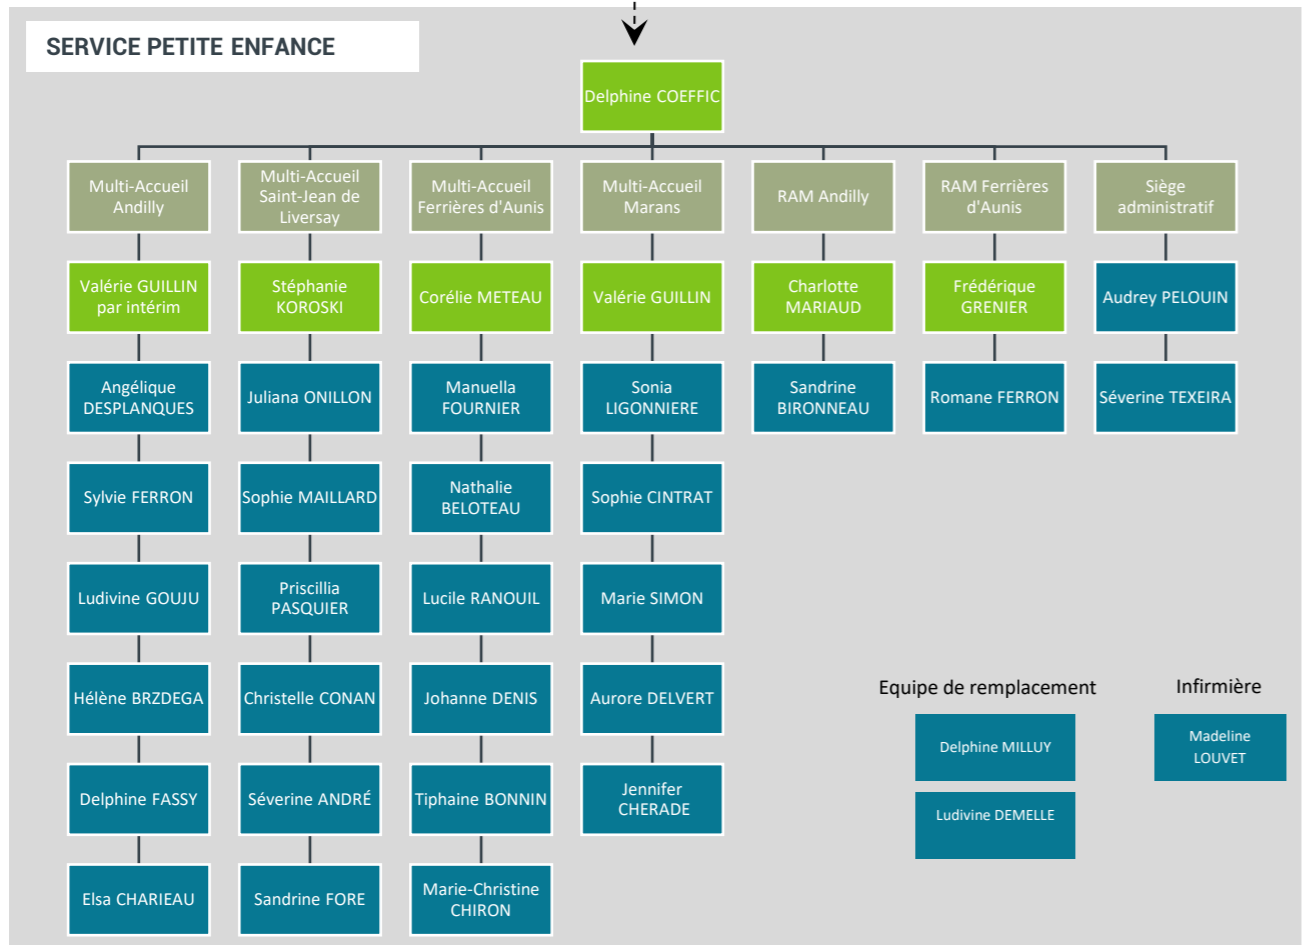 SERVICE PETITE ENFANCE
Delphine COEFFIC
Multi-Accueil
Andilly
Valérie GUILLIN
par intérim
Angélique
DESPLANQUES
Sylvie FERRON
Ludivine GOUJU
Hélène BRZDEGA
Delphine FASSY
Elsa CHARIEAU
Multi-Accueil
Saint-Jean de
Liversay
Stéphanie
KOROSKI
Juliana ONILLON
Sophie MAILLARD
Priscillia
PASQUIER
Christelle CONAN
Séverine ANDRÉ
Sandrine FORE
Multi-Accueil
Ferrières d'Aunis
Corélie METEAU
Manuella
FOURNIER
Nathalie
BELOTEAU
Lucile RANOUIL
Johanne DENIS
Tiphaine BONNIN
Marie-Christine
CHIRON
Multi-Accueil
Marans
Valérie GUILLIN
Sonia
LIGONNIERE
Sophie CINTRAT
Marie SIMON
Aurore DELVERT
Jennifer
CHERADE
RAM Andilly
Charlotte
MARIAUD
Sandrine
BIRONNEAU
RAM Ferrières
d'Aunis
Frédérique
GRENIER
Romane FERRON
Siège
administratif
Audrey PELOUIN
Séverine TEXEIRA
Equipe de remplacement
Delphine MILLUY
Ludivine DEMELLE
Infirmière
Madeline
LOUVET